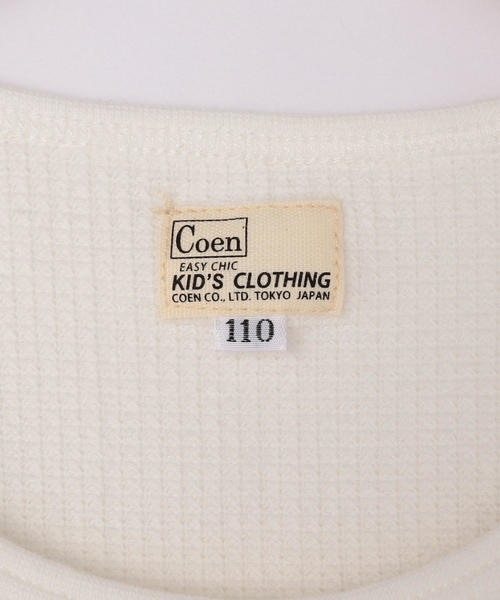 Coen
EASY CHIC
KID'S CLOTHING
COEN CO., LTD. TOKYO JAPAN
110